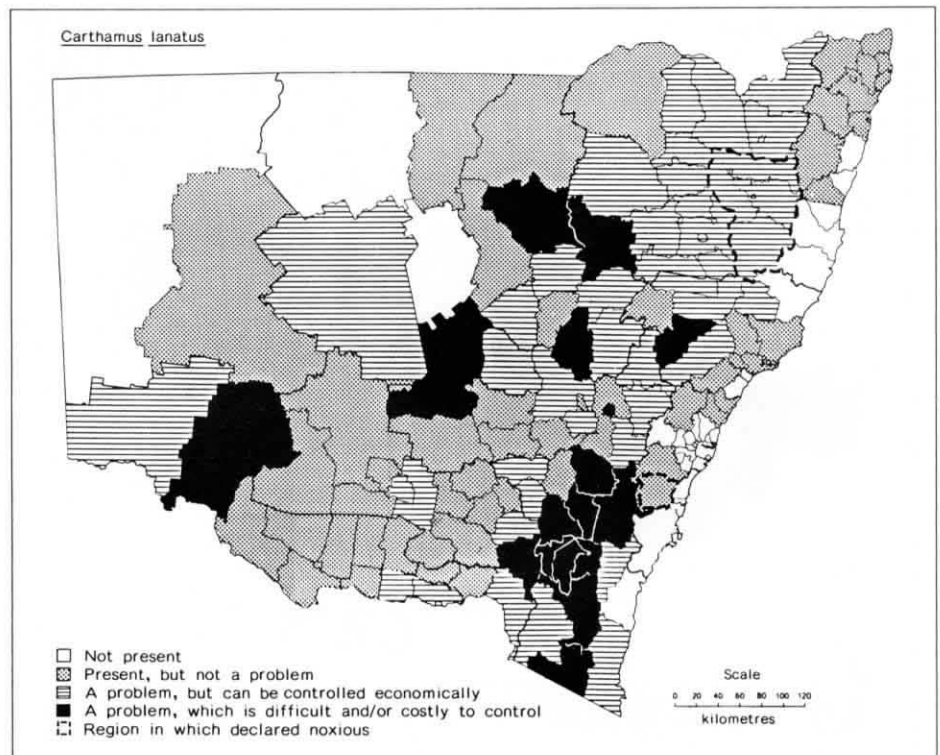 Carthamus lanatus
Not present
Present, but not a problem
A problem, but can be controlled economically
A problem, which is difficult and/or costly to control
Region in which declared noxious
Scale
0 20 40 60 80 100 120
kilometres